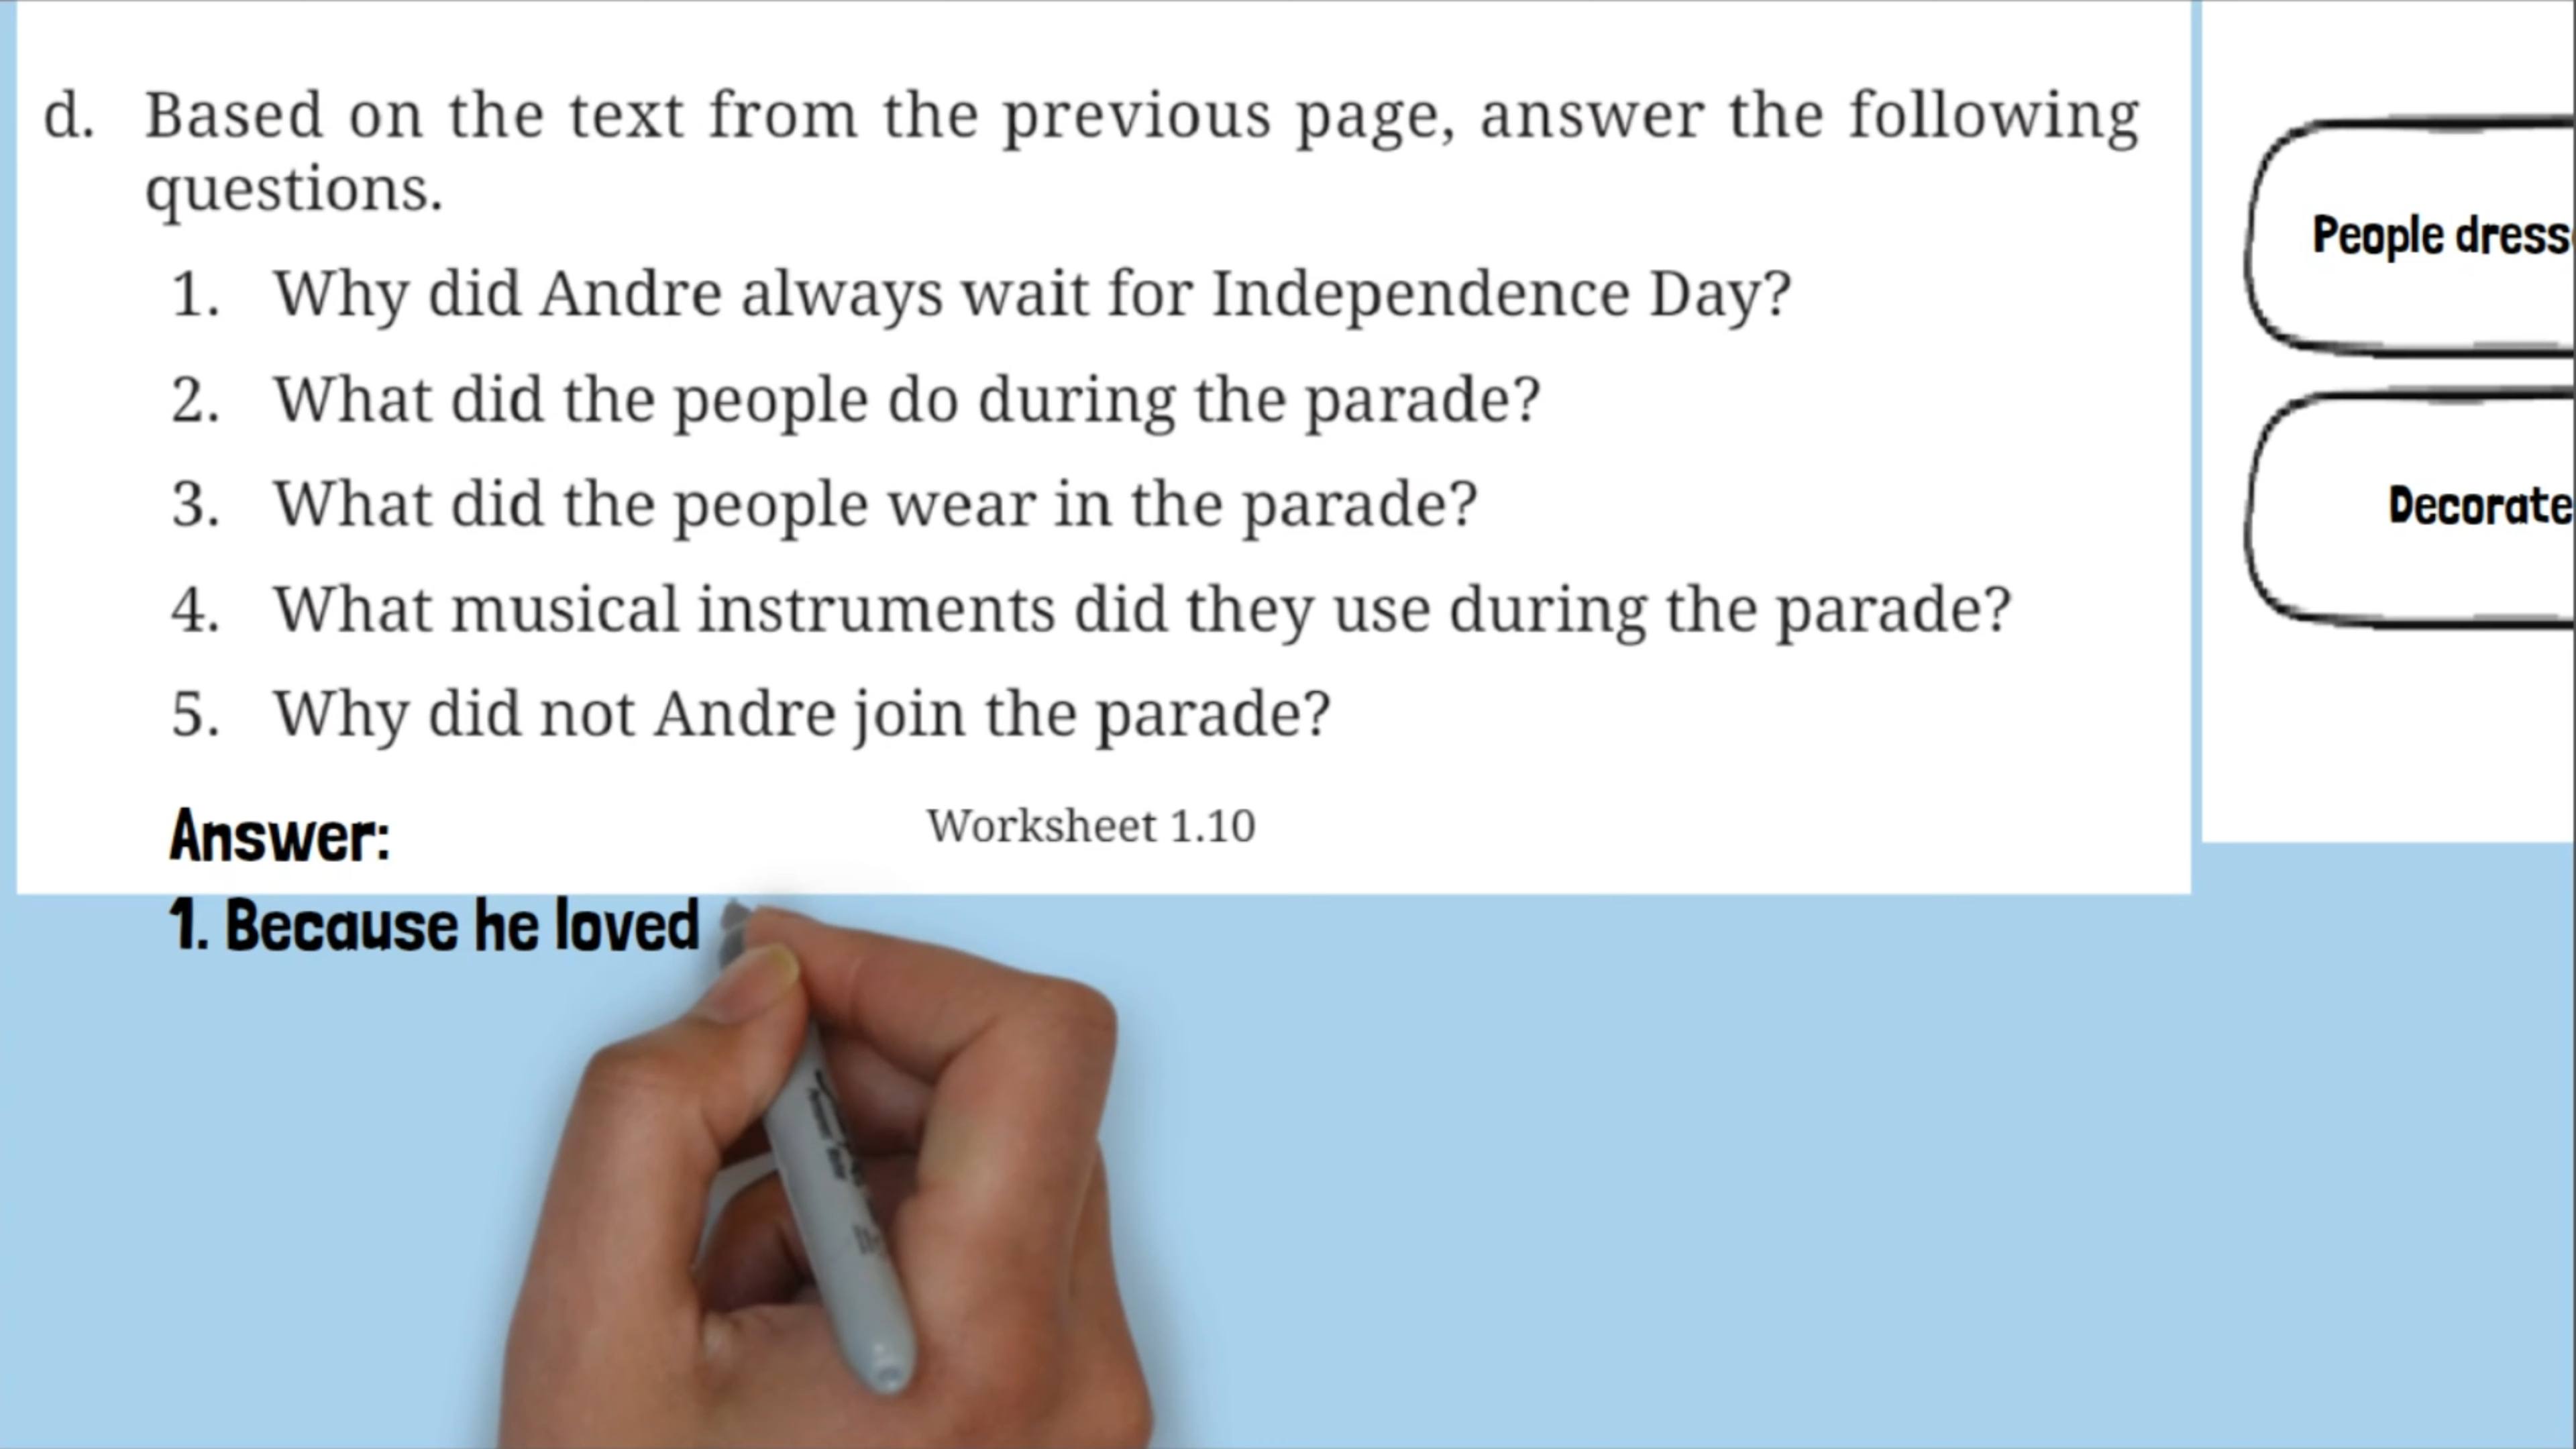 d. Based on the text from the previous page, answer the following
questions.
1. Why did Andre always wait for Independence Day?
2. What did the people do during the parade?
3. What did the people wear in the parade?
4. What musical instruments did they use during the parade?
5. Why did not Andre join the parade?
Answer:
Worksheet 1.10
1. Because he loved
People dress
Decorate